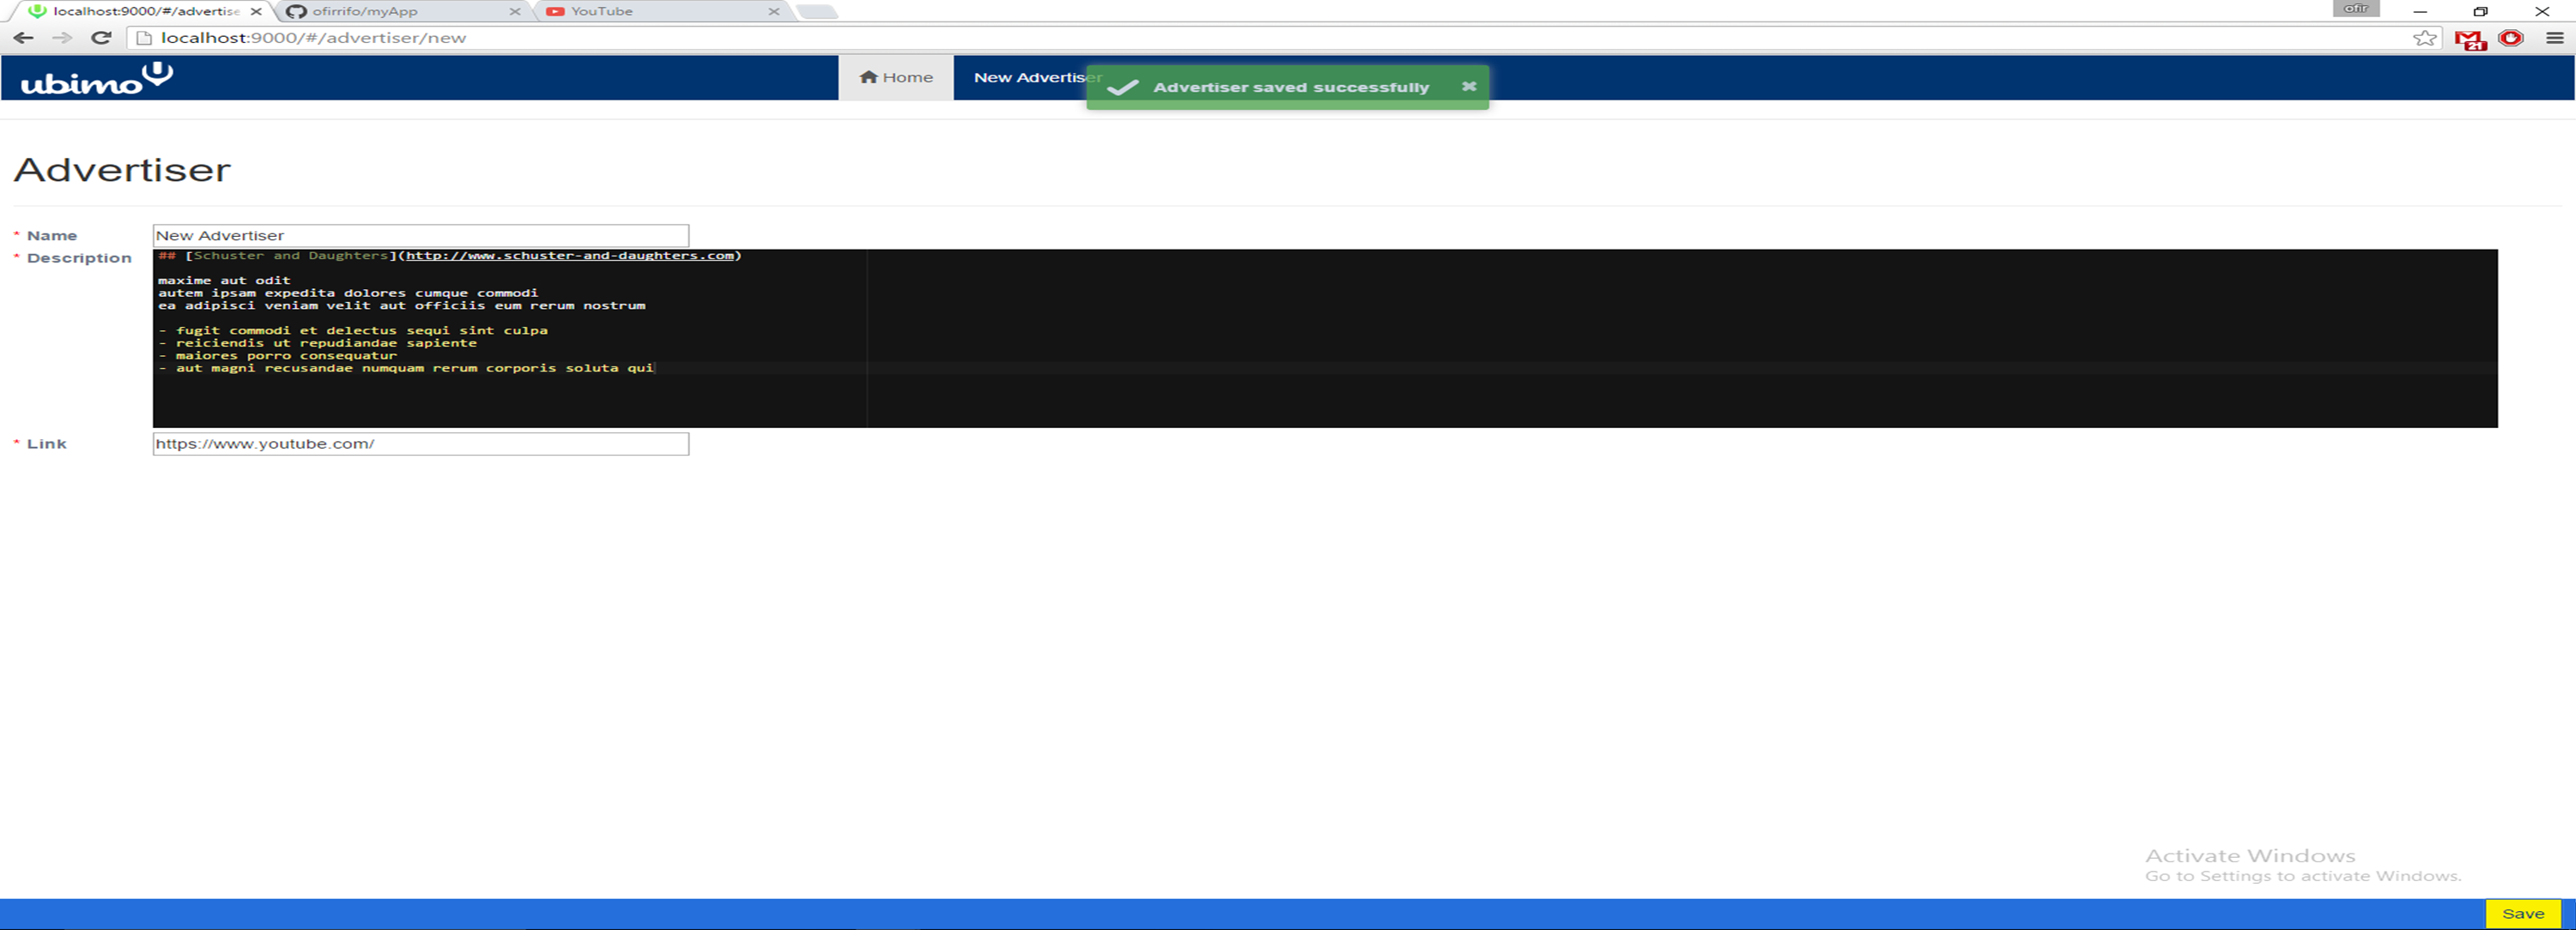 localhost:9000/#/advertise
ofirrifo/myApp
YouTube
ofir
localhost:9000/#/advertiser/new
21
ubimo
Home
New Advertiser
Advertiser saved successfully
Advertiser
* Name
New Advertiser
* Description
## [Schuster and Daughters](http://www.schuster-and-daughters.com)
maxime aut odit
autem ipsam expedita dolores cumque commodi
ea adipisci veniam velit aut officiis eum rerum nostrum
- fugit commodi et delectus sequi sint culpa
- reiciendis ut repudiandae sapiente
- maiores porro consequatur
- aut magni recusandae numquam rerum corporis soluta qui
* Link
https://www.youtube.com/
Activate Windows
Go to Settings to activate Windows.
Save